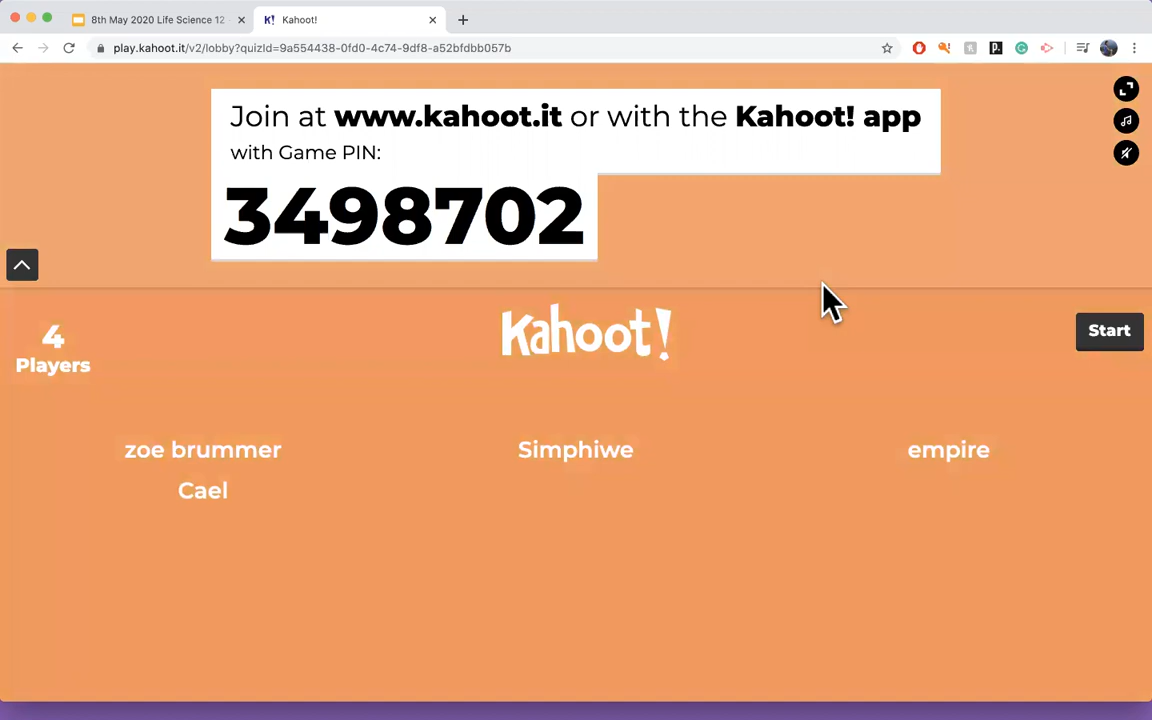 8th May 2020 Life Science 12
Kahoot!
play.kahoot.it/v2/lobby?quizId=9a554438-0fd0-4c74-9df8-a52bfdbb057b
Join at www.kahoot.it or with the Kahoot! app
with Game PIN:
3498702
4
Players
Kahoot!
Start
zoe brummer
Simphiwe
empire
Cael